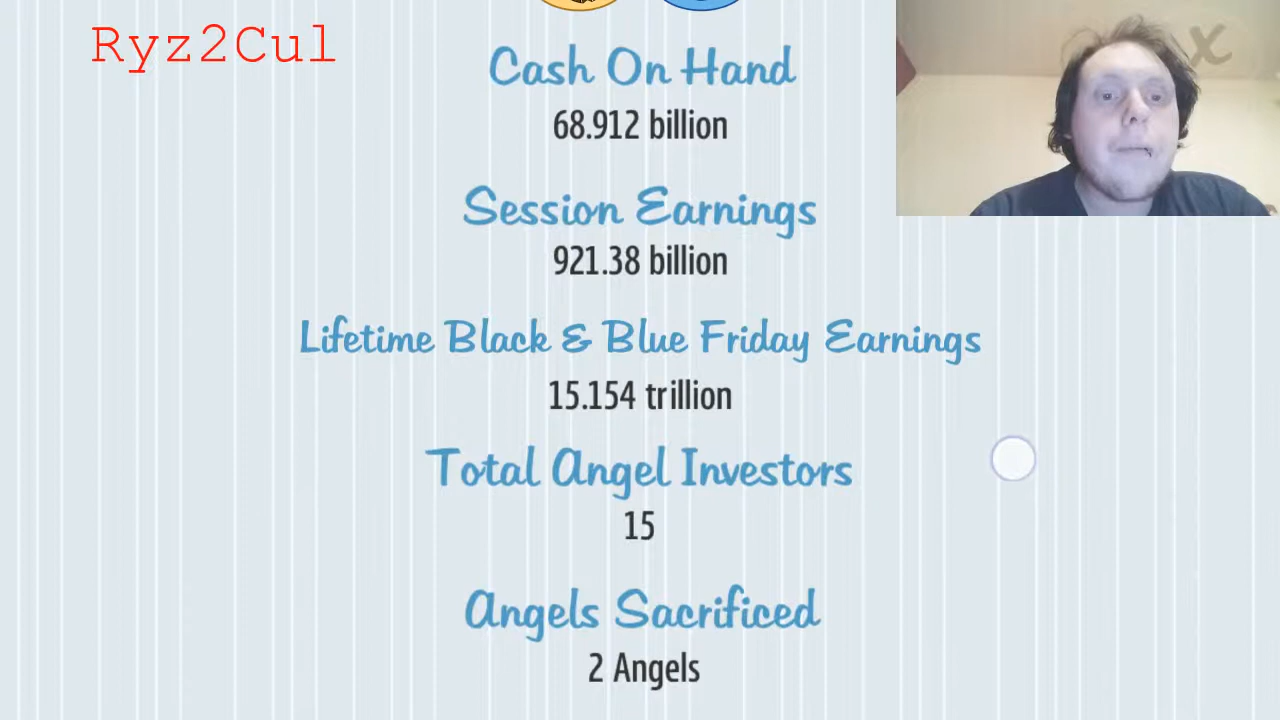 Ryz2Cul
Cash On Hand
68.912 billion
Session Earnings
921.38 billion
Lifetime Black & Blue Friday Earnings
15.154 trillion
Total Angel Investors
15
Angels Sacrificed
2 Angels